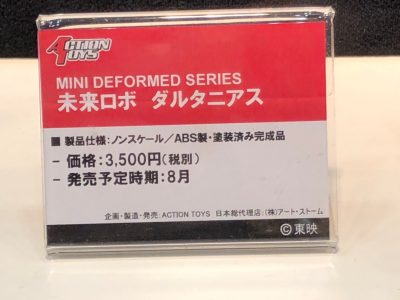 ACTION
TOYS
MINI DEFORMED SERIES
未来ロボ ダルタニアス
■ 製品仕様:ノンスケール/ABS製・塗装済み完成品
- 価格:3,500円(税別)
- 発売予定時期:8月
企画・製造・発売:ACTION TOYS 日本総代理店:(株)アート・ストーム
©東映